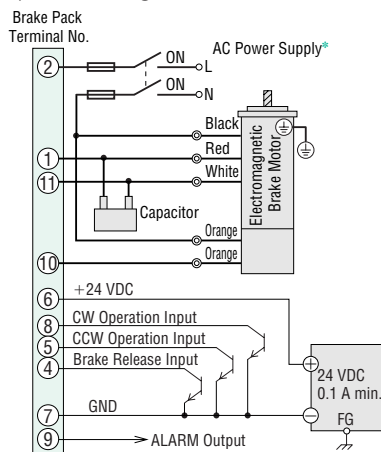 Brake Pack
Terminal No.
AC Power Supply*
2
ON
L
ON
N
Black
1
Red
11
White
Capacitor
Electromagnetic
Brake Motor
Orange
10
Orange
6
+24 VDC
8
CW Operation Input
5
CCW Operation Input
4
Brake Release Input
24 VDC
0.1 A min.
7
GND
FG
9
ALARM Output